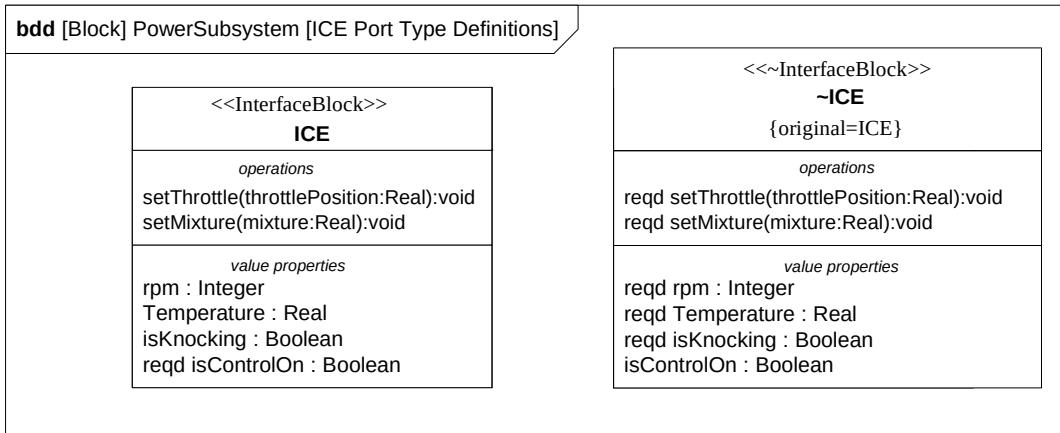 bdd [Block] PowerSubsystem [ICE Port Type Definitions]
<<InterfaceBlock>>
ICE
operations
setThrottle(throttlePosition:Real):void
setMixture(mixture:Real):void
value properties
rpm : Integer
Temperature : Real
isKnocking : Boolean
reqd isControlOn : Boolean
<<~InterfaceBlock>>
~ICE
{original=ICE}
operations
reqd setThrottle(throttlePosition:Real):void
reqd setMixture(mixture:Real):void
value properties
reqd rpm : Integer
reqd Temperature : Real
reqd isKnocking : Boolean
isControlOn : Boolean